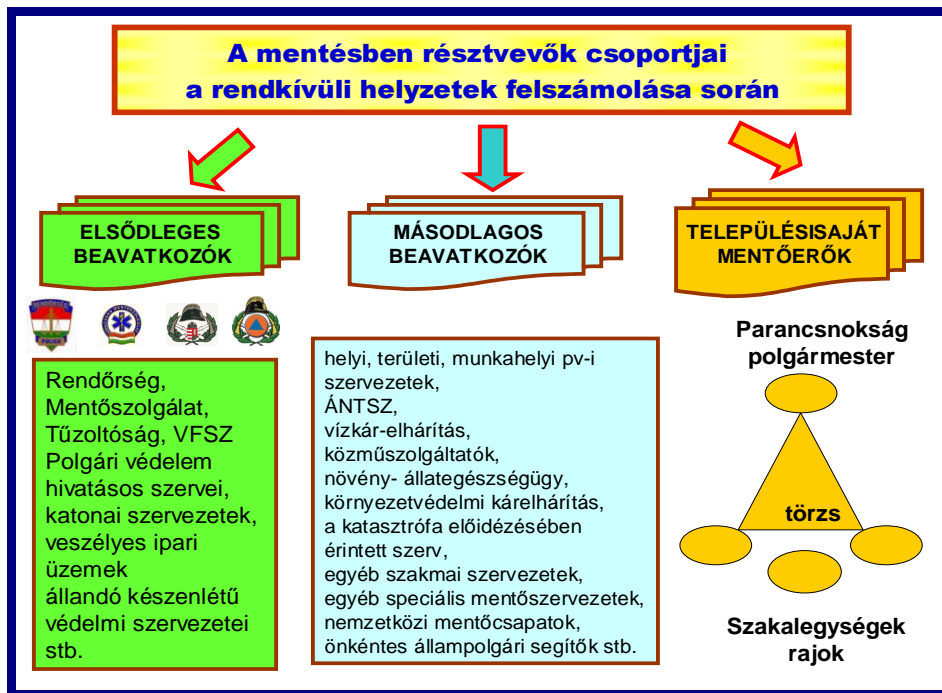 A mentésben résztvevők csoportjai
a rendkívüli helyzetek felszámolása során
ELSŐDLEGES
BEAVATKOZÓK
MÁSODLAGOS
BEAVATKOZÓK
TELEPÜLÉSISAJÁT
MENTŐERŐK
Rendőrség,
Mentőszolgálat,
Tűzoltóság, VFSZ
Polgári védelem
hivatásos szervei,
katonai szervezetek,
veszélyes ipari
üzemek
állandó készenlétű
védelmi szervezetei
stb.
helyi, területi, munkahelyi pv-i
szervezetek,
ÁNTSZ,
vízkár-elhárítás,
közműszolgáltatók,
növény- állategészségügy,
környezetvédelmi kárelhárítás,
a katasztrófa előidézésében
érintett szerv,
egyéb szakmai szervezetek,
egyéb speciális mentőszervezetek,
nemzetközi mentőcsapatok,
önkéntes állampolgári segítők stb.
Parancsnokság
polgármester
törzs
Szakalegységek
rajok